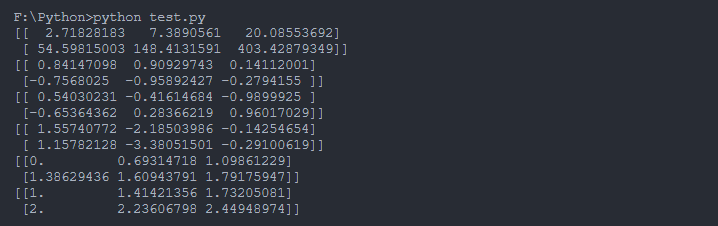 F:\Python>python test.py
[[  2.71828183   7.3890561   20.08553692]
 [ 54.59815003 148.4131591  403.42879349]]
[[ 0.84147098  0.90929743  0.14112001]
 [-0.7568025  -0.95892427 -0.2794155 ]]
[[ 0.54030231 -0.41614684 -0.9899925 ]
 [-0.65364362  0.28366219  0.96017029]]
[[ 1.55740772 -2.18503986 -0.14254654]
 [ 1.15782128 -3.38051501 -0.29100619]]
[[0.         0.69314718 1.09861229]
 [1.38629436 1.60943791 1.79175947]]
[[1.         1.41421356 1.73205081]
 [2.         2.23606798 2.44948974]]